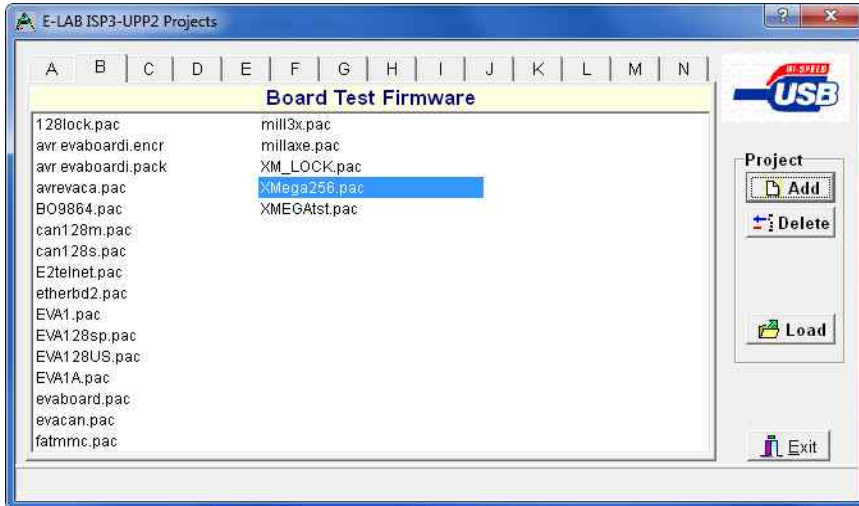 E-LAB ISP3-UPP2 Projects
A B C D E F G H I J K L M N
Board Test Firmware
128lock.pac
avr evaboardi.encr
avr evaboardi.pack
avrevaca.pac
BO9864.pac
can128m.pac
can128s.pac
E2telnet.pac
etherbd2.pac
EVA1.pac
EVA128sp.pac
EVA128US.pac
EVA1A.pac
evaboard.pac
evacan.pac
fatmmc.pac
mill3x.pac
millaxe.pac
XM_LOCK.pac
XMega256.pac
XMEGAtst.pac
HI-SPEED
USB
Project
Add
Delete
Load
Exit